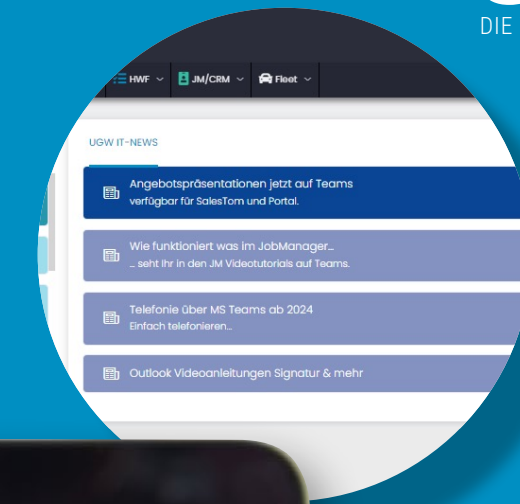 DIE
HWF JM/CRM Fleet
UGW IT-NEWS
Angebotspräsentationen jetzt auf Teams
verfügbar für SalesTom und Portal.
Wie funktioniert was im JobManager...
... seht ihr in den JM Videotutorials auf Teams.
Telefonie über MS Teams ab 2024
Einfach telefonieren...
Outlook Videoanleitungen Signatur & mehr